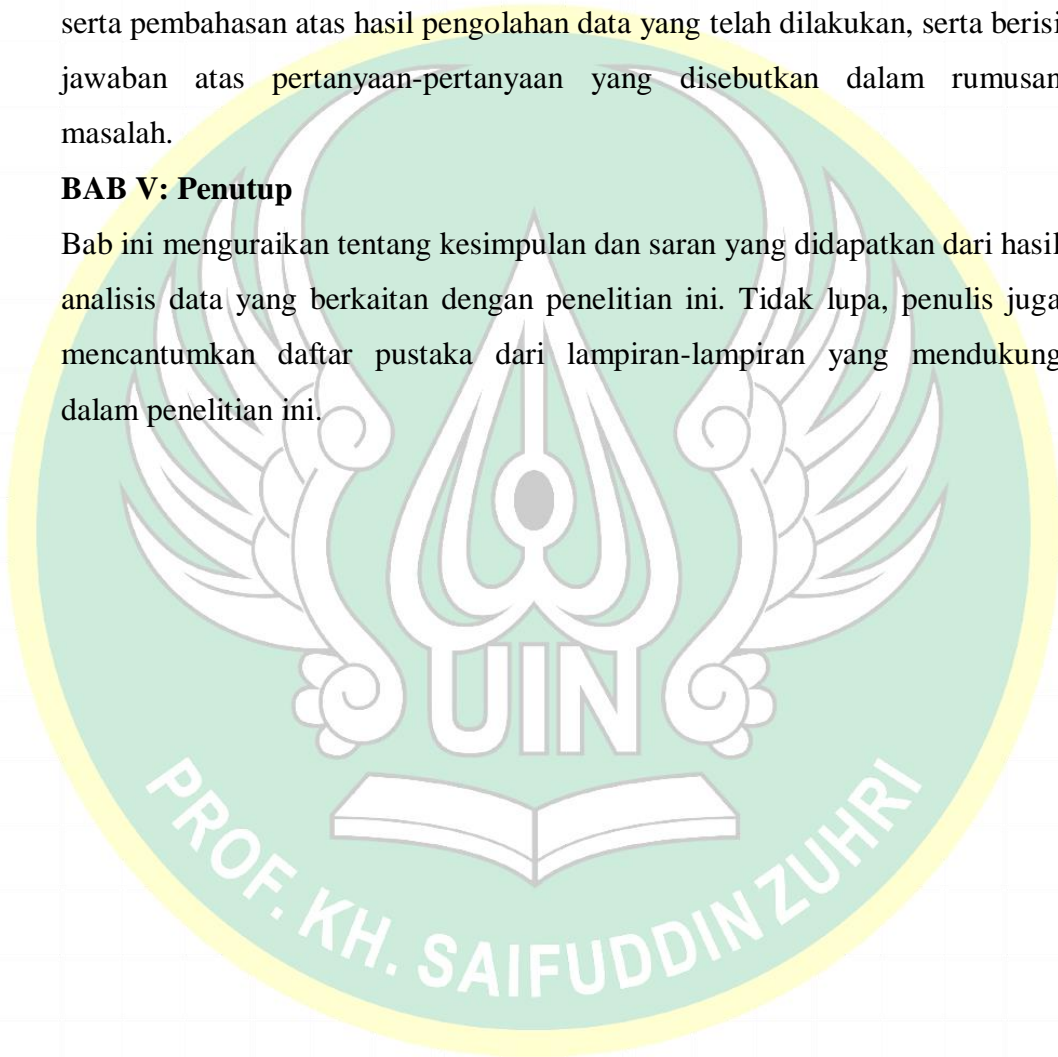 serta pembahasan atas hasil pengolahan data yang telah dilakukan, serta berisi
jawaban atas pertanyaan-pertanyaan yang disebutkan dalam rumusan
masalah.
BAB V: Penutup
Bab ini menguraikan tentang kesimpulan dan saran yang didapatkan dari hasil
analisis data yang berkaitan dengan penelitian ini. Tidak lupa, penulis juga
mencantumkan daftar pustaka dari lampiran-lampiran yang mendukung
dalam penelitian ini.
UIN
PROF. KH. SAIFUDDIN ZUHRI